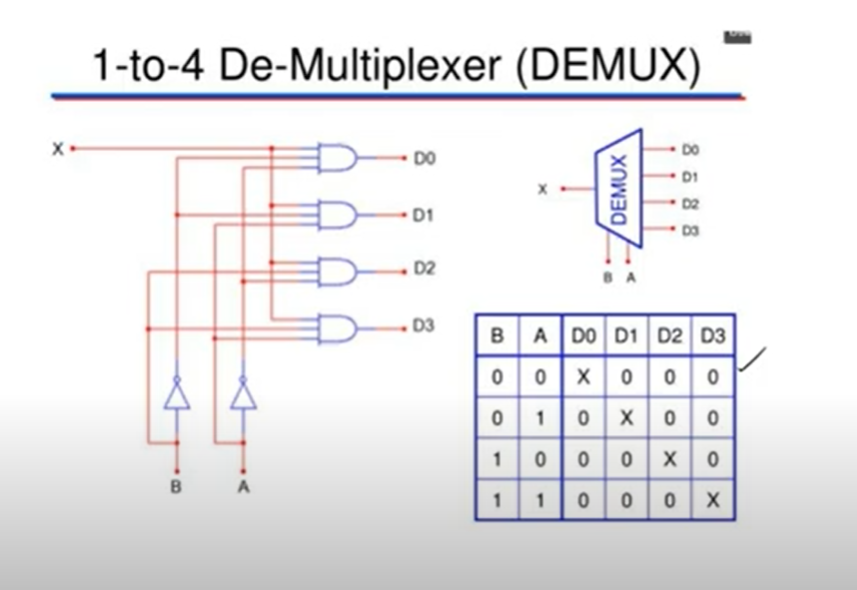 1-to-4 De-Multiplexer (DEMUX)
X
D0
D1
D2
D3
B A
X
DEMUX
D0
D1
D2
D3
B A
B A D0 D1 D2 D3
0 0 X 0 0 0
0 1 0 X 0 0
1 0 0 0 X 0
1 1 0 0 0 X